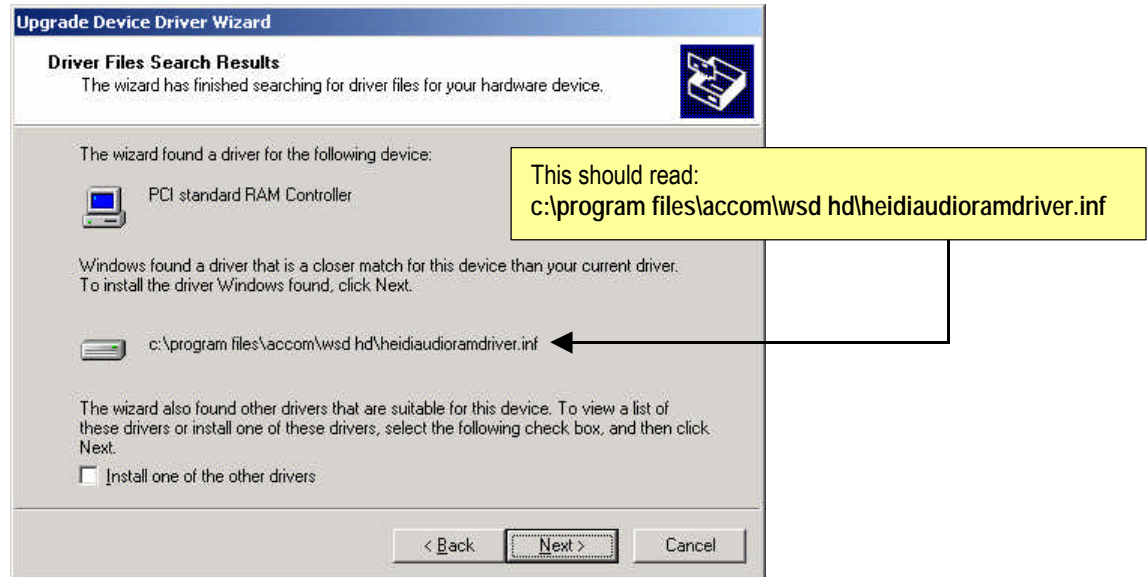 Upgrade Device Driver Wizard
Driver Files Search Results
The wizard has finished searching for driver files for your hardware device.
The wizard found a driver for the following device:
PCI standard RAM Controller
This should read:
c:\program files\accom\wsd hd\heidiaudioramdriver.inf
Windows found a driver that is a closer match for this device than your current driver.
To install the driver Windows found, click Next.
c:\program files\accom\wsd hd\heidiaudioramdriver.inf
The wizard also found other drivers that are suitable for this device. To view a list of
these drivers or install one of these drivers, select the following check box, and then click
Next.
Install one of the other drivers
< Back
Next >
Cancel